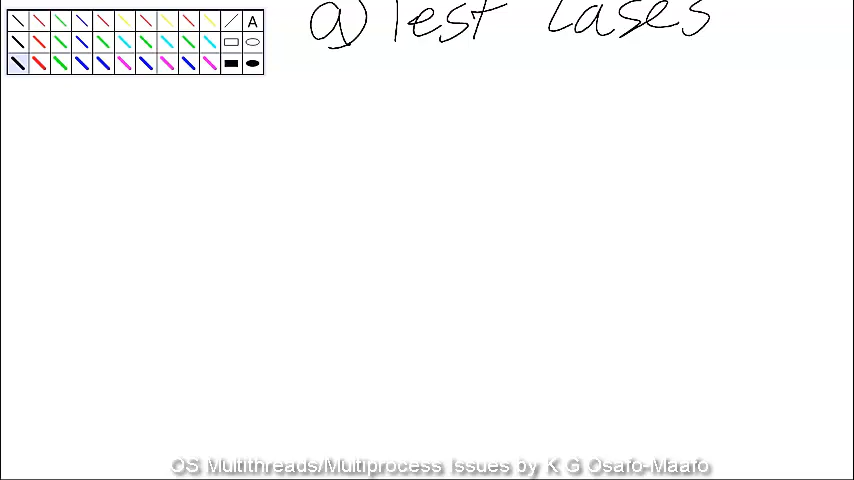 a) Test Cases
A
OS Multithreads/Multiprocess Issues by K G Osafo-Maafo